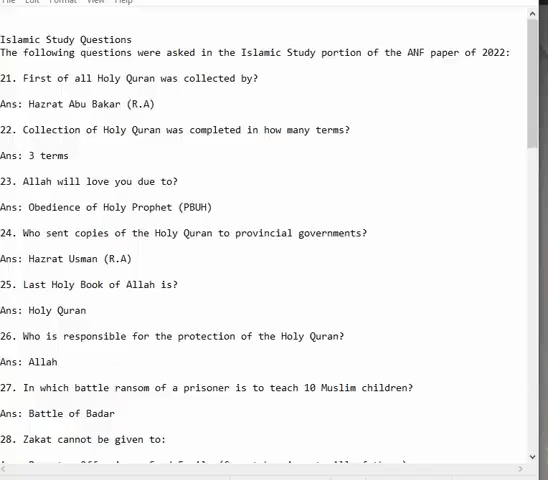 File Edit Format View Help
Islamic Study Questions
The following questions were asked in the Islamic Study portion of the ANF paper of 2022:
21. First of all Holy Quran was collected by?
Ans: Hazrat Abu Bakar (R.A)
22. Collection of Holy Quran was completed in how many terms?
Ans: 3 terms
23. Allah will love you due to?
Ans: Obedience of Holy Prophet (PBUH)
24. Who sent copies of the Holy Quran to provincial governments?
Ans: Hazrat Usman (R.A)
25. Last Holy Book of Allah is?
Ans: Holy Quran
26. Who is responsible for the protection of the Holy Quran?
Ans: Allah
27. In which battle ransom of a prisoner is to teach 10 Muslim children?
Ans: Battle of Badar
28. Zakat cannot be given to: